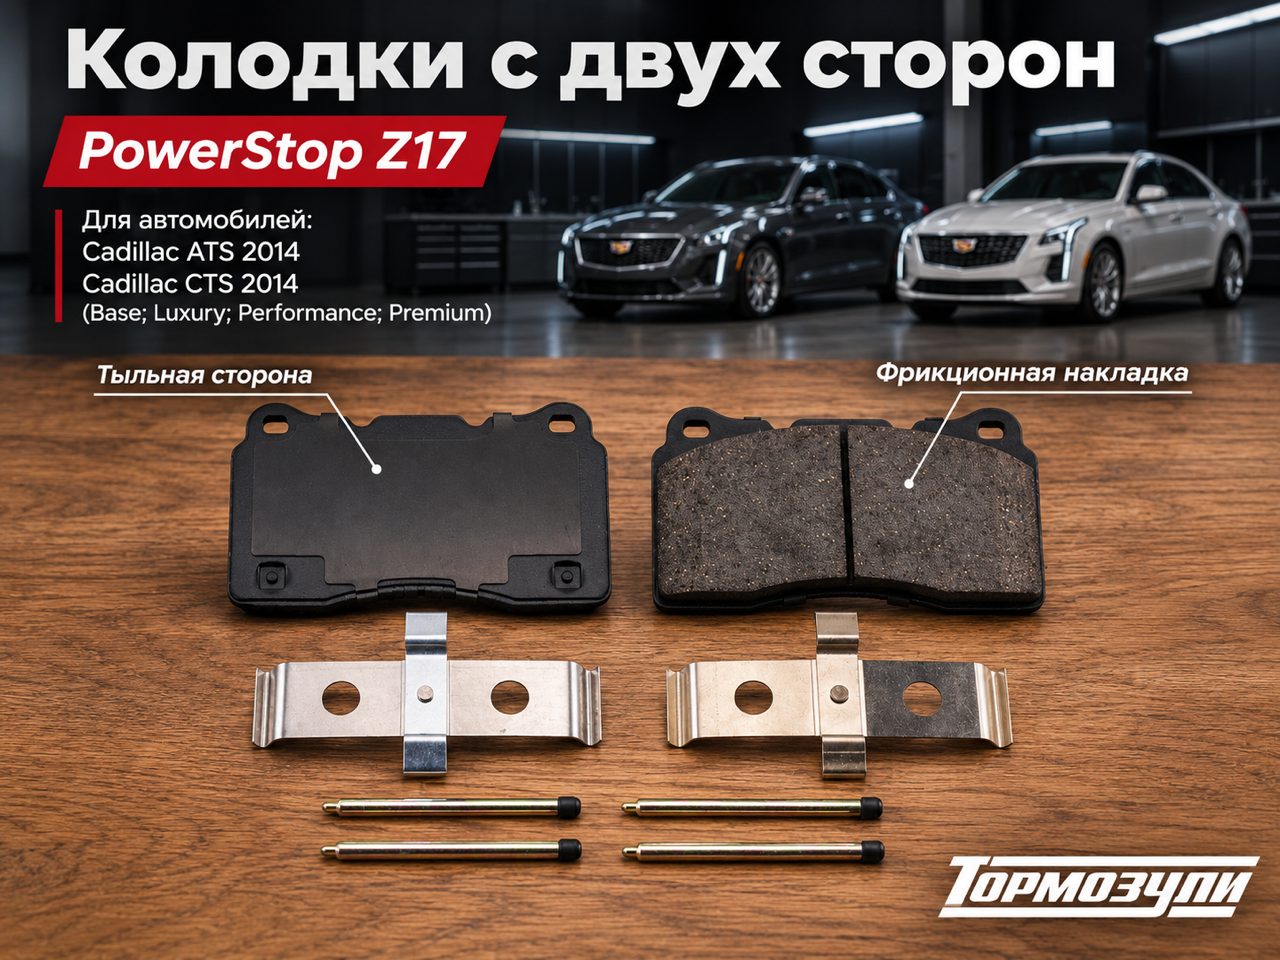 Колодки с двух сторон
PowerStop Z17
Для автомобилей:
Cadillac ATS 2014
Cadillac CTS 2014
(Base; Luxury; Performance; Premium)
Тыльная сторона
Фрикционная накладка
ТОРМОЗУЛИ